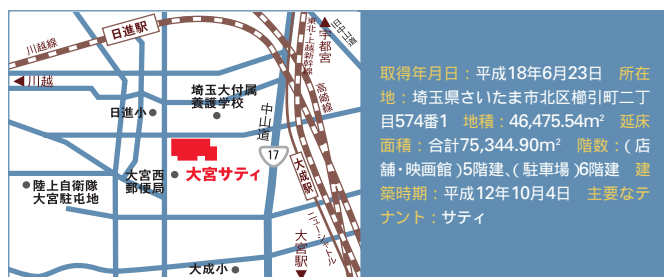 日進駅
川越線
川越
日進小
埼玉大付属
養護学校
東北・上越新幹線
宇都宮
高崎線
中山道
17
大成駅
大宮サティ
大宮西
郵便局
陸上自衛隊
大宮駐屯地
ニューシャトル
大宮駅
大成小
取得年月日：平成18年6月23日　所在
地：埼玉県さいたま市北区櫛引町二丁
目574番1　地積：46,475.54m²　延床
面積：合計75,344.90m²　階数：（店
舗・映画館）5階建、（駐車場）6階建　建
築時期：平成12年10月4日　主要なテ
ナント：サティ